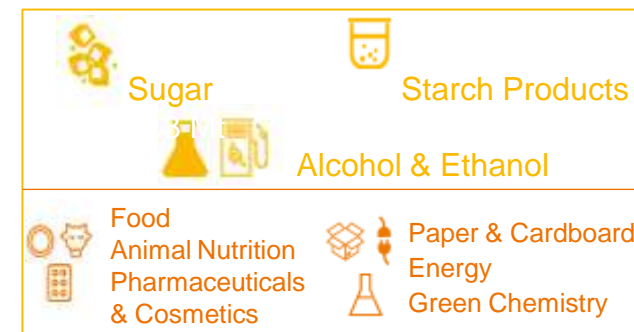 Sugar
Starch Products
Alcohol & Ethanol
Food
Animal Nutrition
Pharmaceuticals
& Cosmetics
Paper & Cardboard
Energy
Green Chemistry